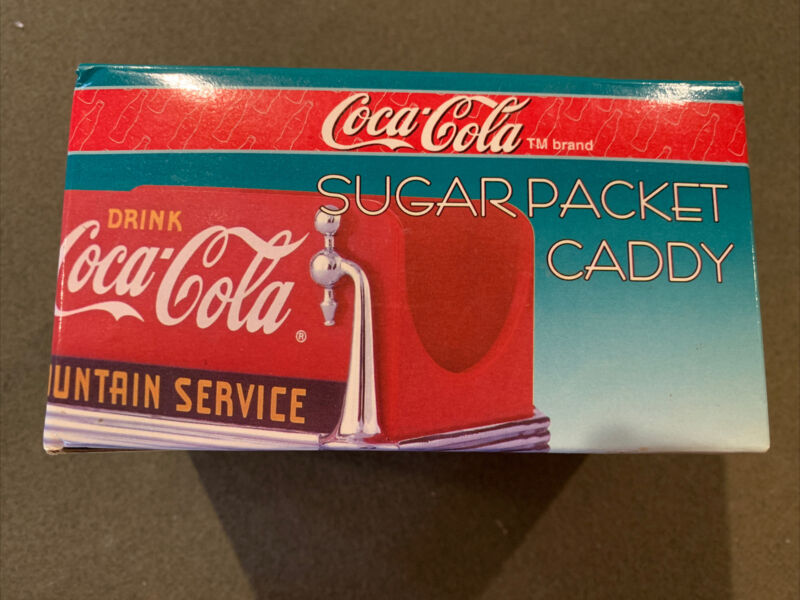 Coca-Cola TM brand
SUGAR PACKET
CADDY
DRINK
Coca-Cola ®
UNTAIN SERVICE